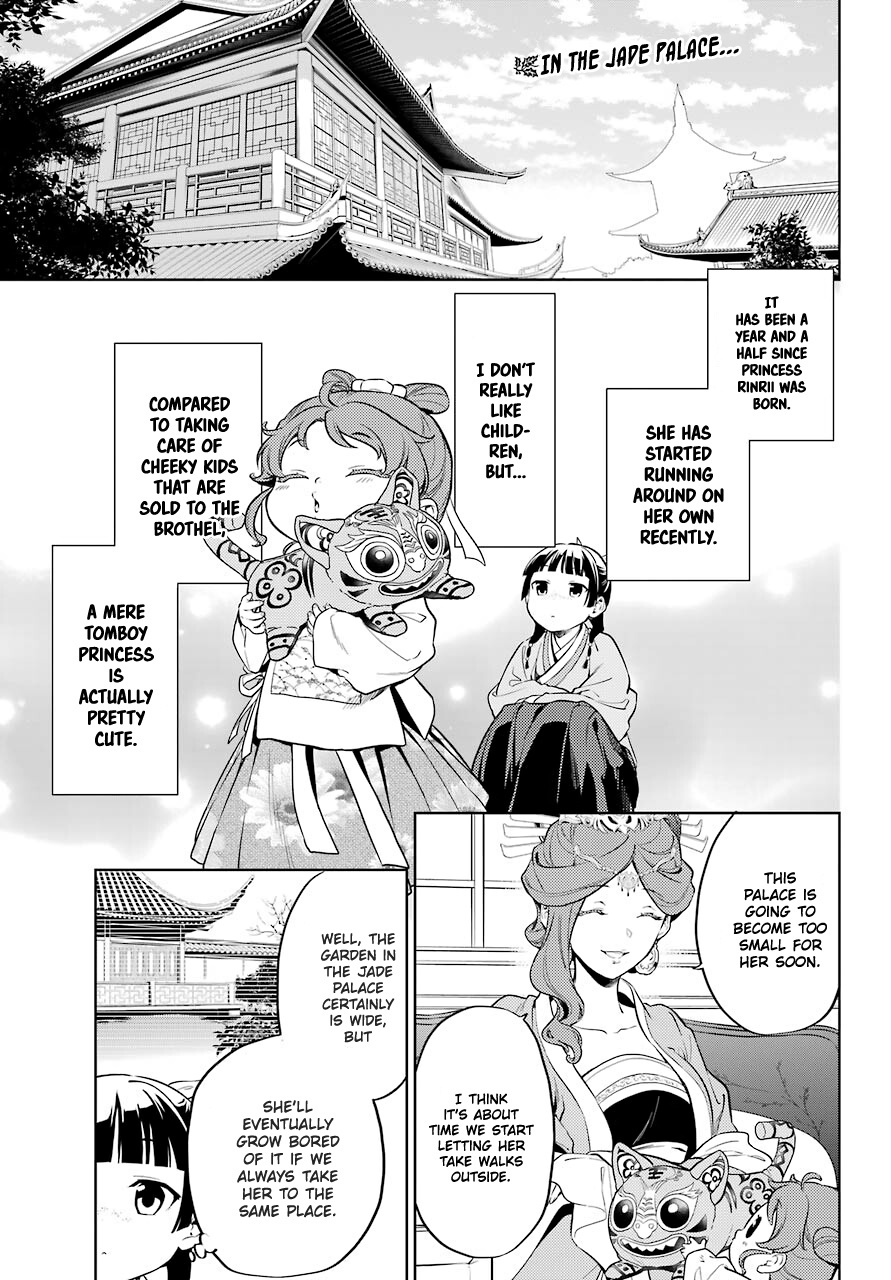 IN THE JADE PALACE...
IT
HAS BEEN A
YEAR AND A
HALF SINCE
PRINCESS
RINRII WAS
BORN.
SHE HAS
STARTED
RUNNING
AROUND ON
HER OWN
RECENTLY.
I DON'T
REALLY
LIKE
CHILD-
REN,
BUT...
COMPARED
TO TAKING
CARE OF
CHEEKY KIDS
THAT ARE
SOLD TO THE
BROTHEL,
A MERE
TOMBOY
PRINCESS
IS
ACTUALLY
PRETTY
CUTE.
THIS
PALACE IS
GOING TO
BECOME TOO
SMALL FOR
HER SOON.
I THINK
IT'S ABOUT
TIME WE START
LETTING HER
TAKE WALKS
OUTSIDE.
WELL, THE
GARDEN IN
THE JADE
PALACE
CERTAINLY
IS WIDE,
BUT
SHE'LL
EVENTUALLY
GROW BORED
OF IT IF WE
ALWAYS TAKE
HER TO THE
SAME PLACE.